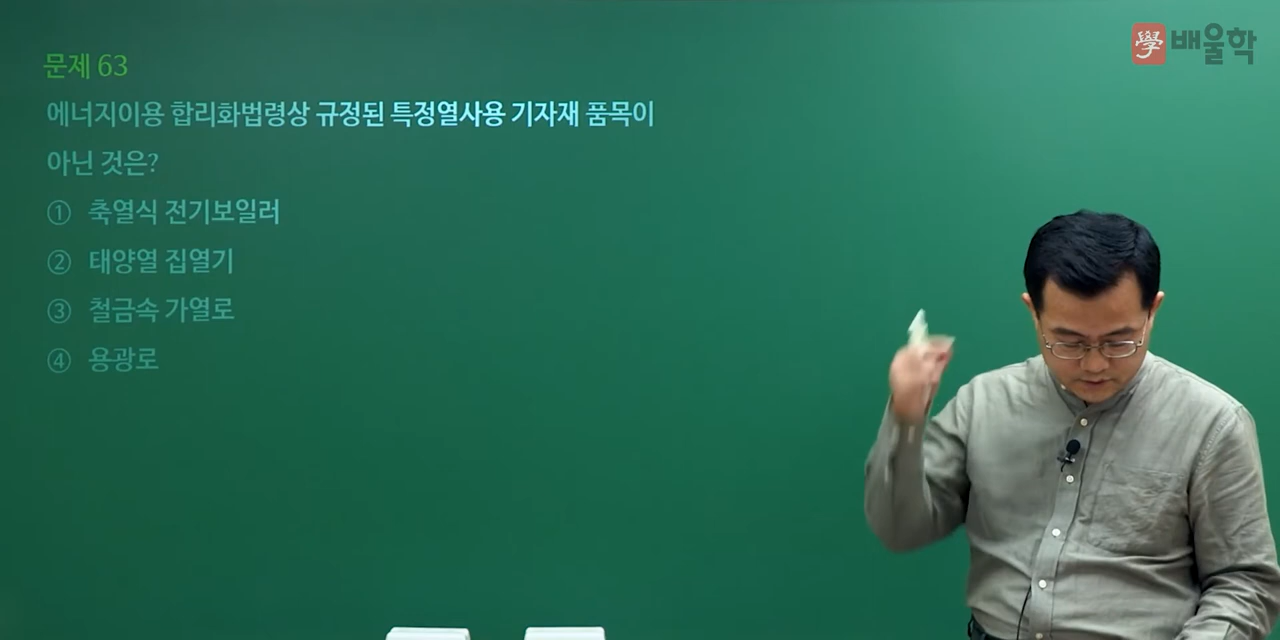 學 배울학
문제 63
에너지이용 합리화법령상 규정된 특정열사용 기자재 품목이
아닌 것은?
① 축열식 전기보일러
② 태양열 집열기
③ 철금속 가열로
④ 용광로